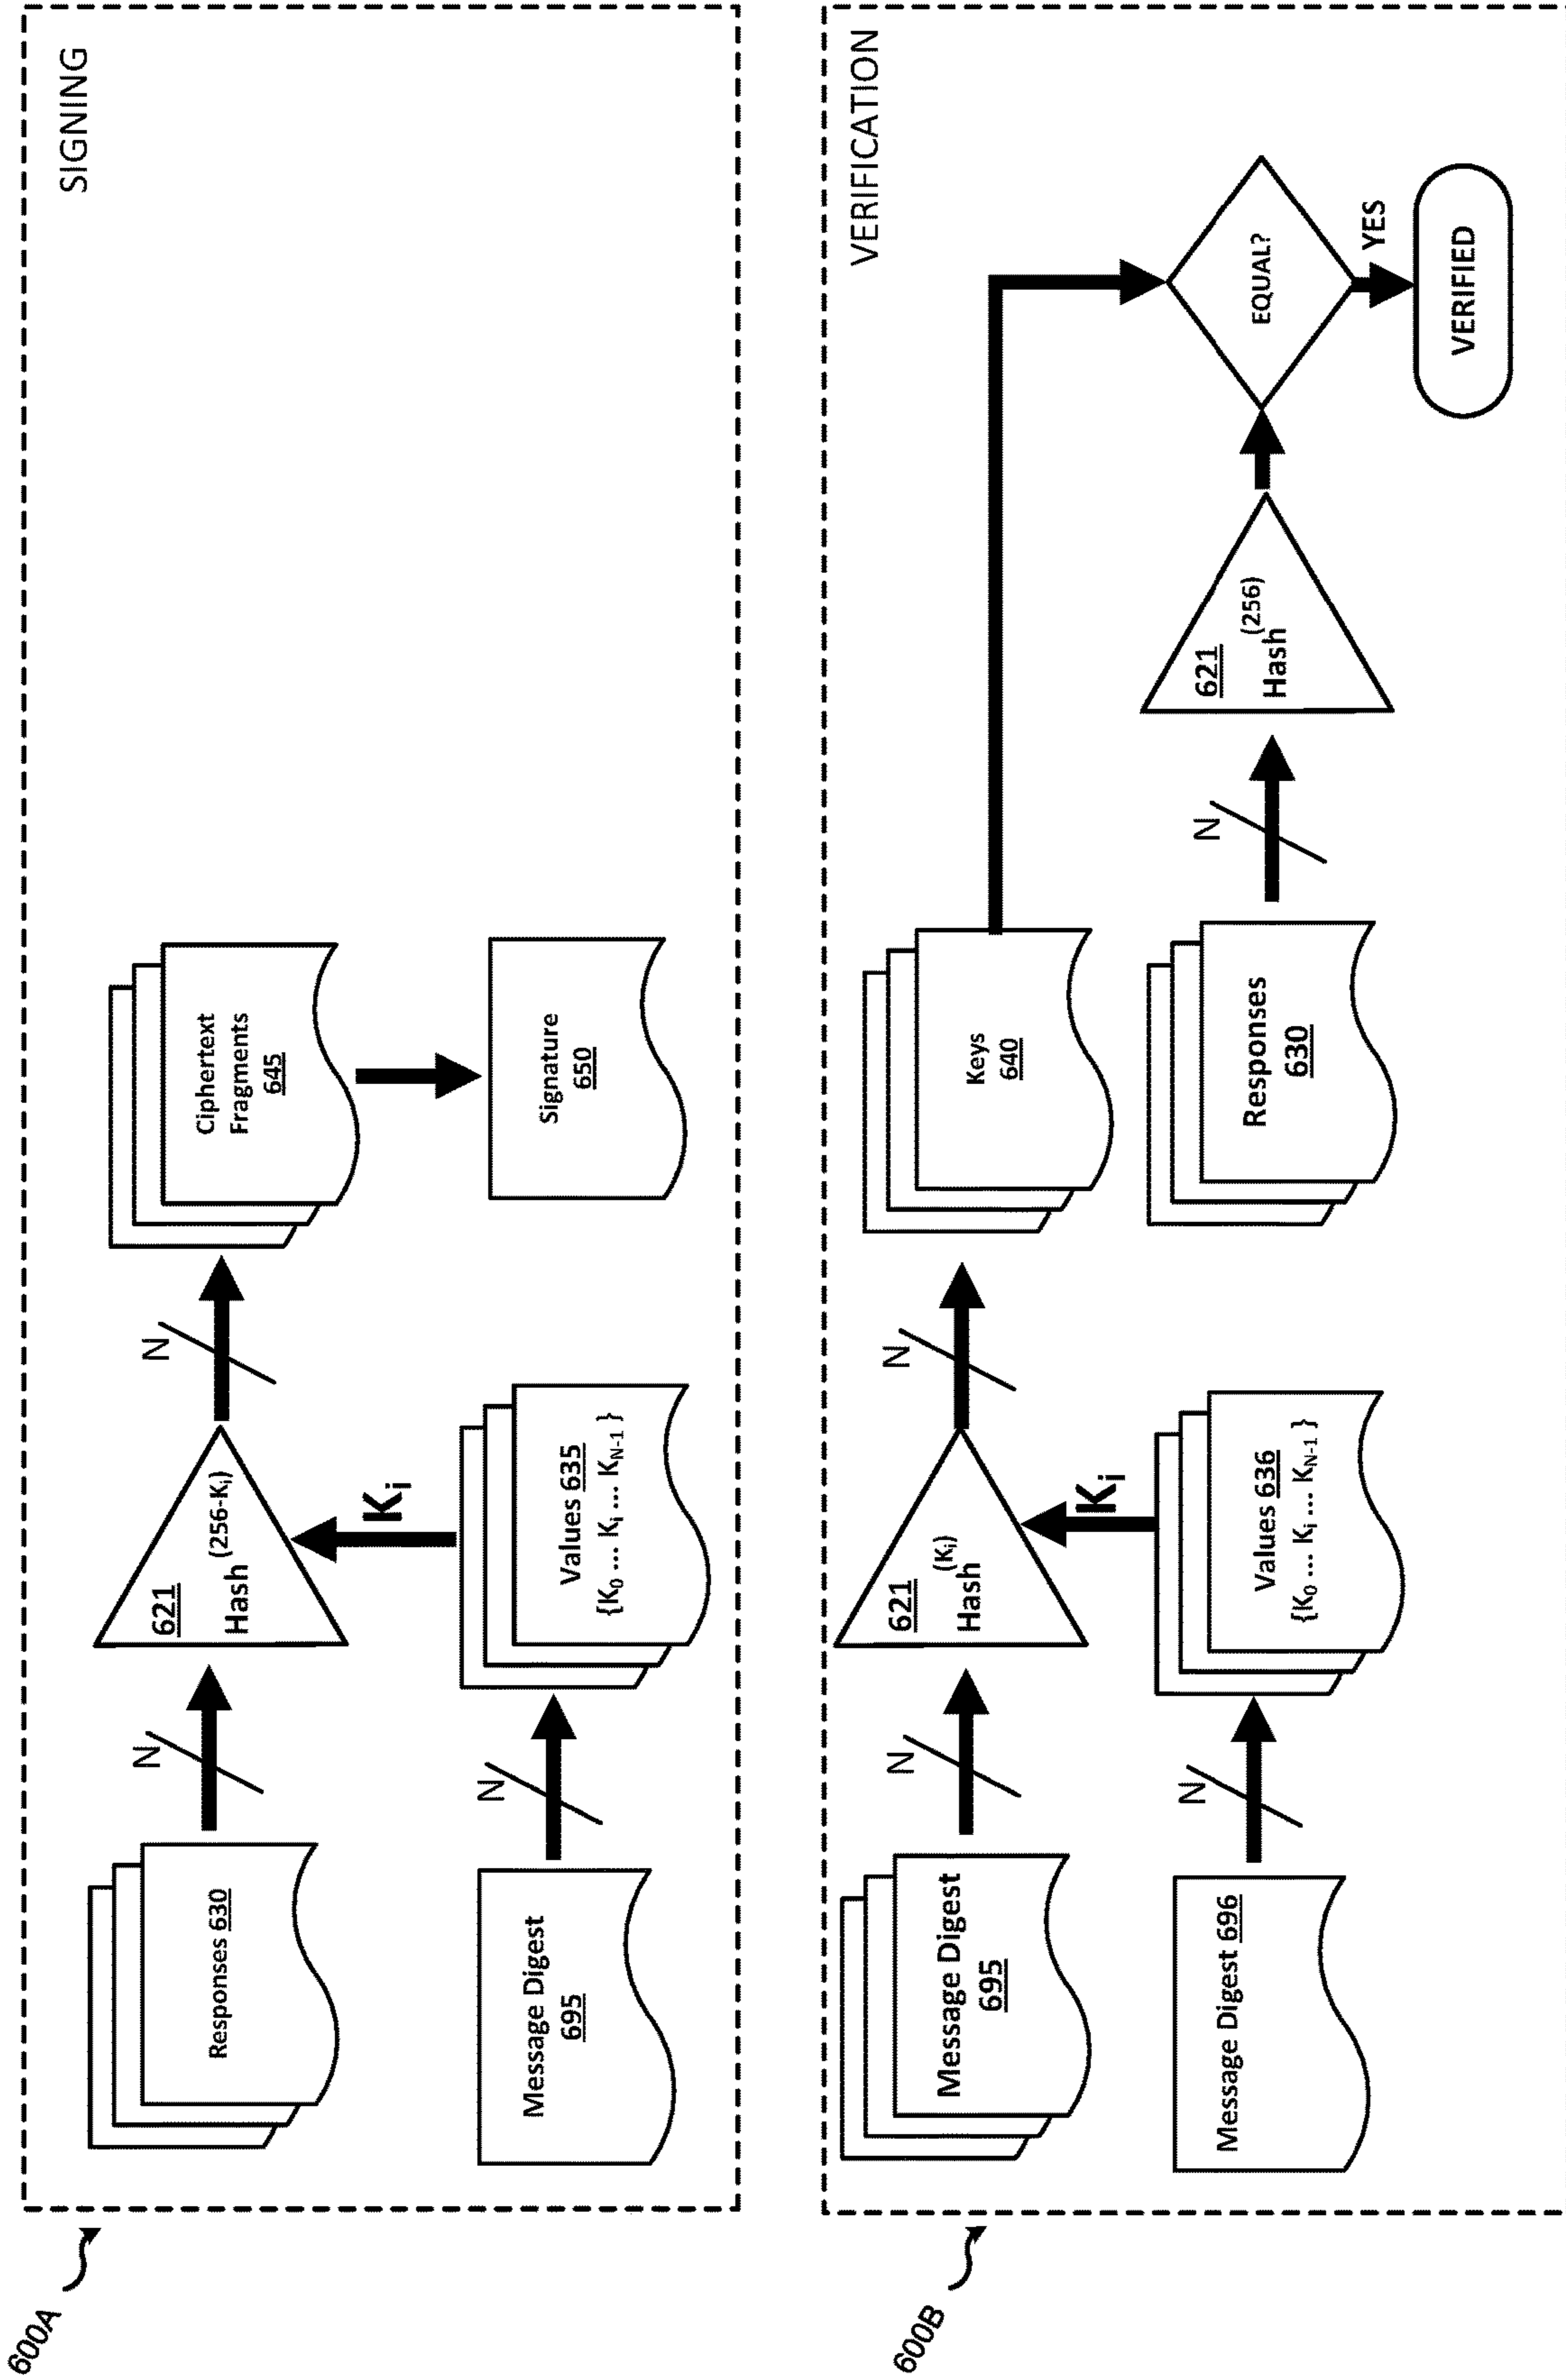 600A
SIGNING
Responses 630
N
621
Hash (256-Ki)
N
Ciphertext
Fragments
645
Message Digest
695
N
Values 635
{K0 ... Ki ... KN-1 }
Ki
Signature
650
600B
VERIFICATION
Message Digest
695
N
621
Hash (Ki)
N
Keys
640
Message Digest 696
N
Values 636
{K0 ... Ki ... KN-1 }
Ki
Responses
630
N
621
Hash (256)
EQUAL?
YES
VERIFIED